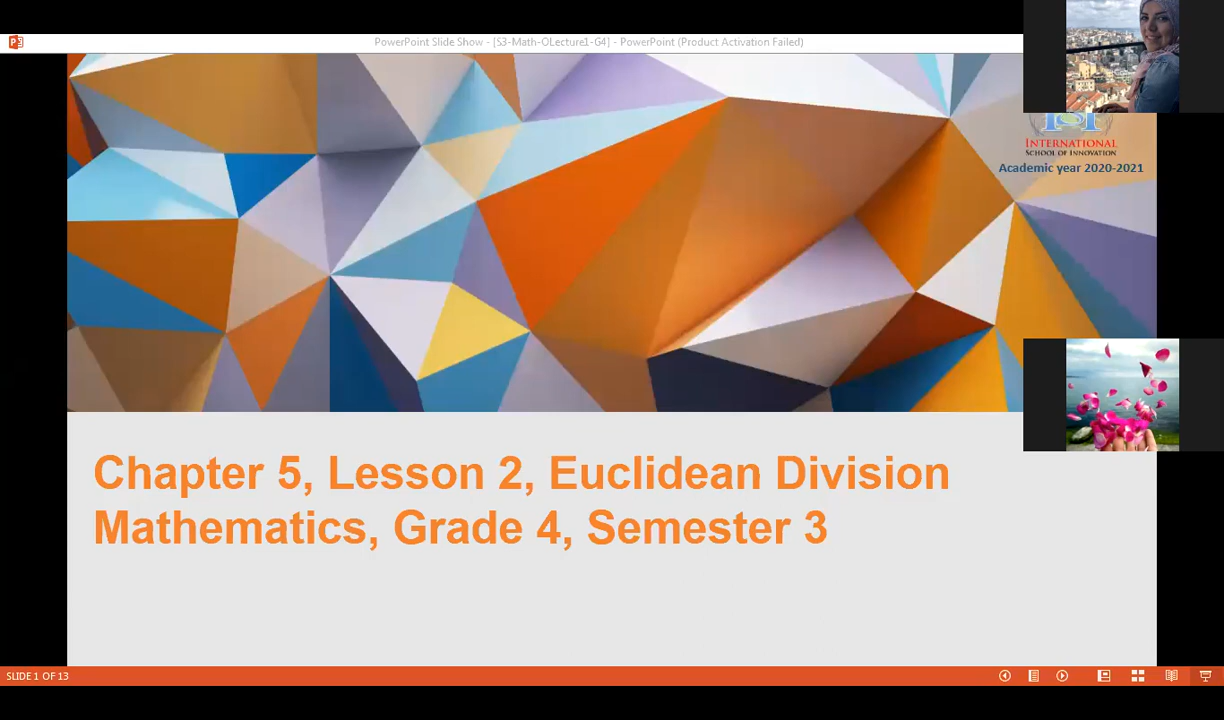 PowerPoint Slide Show - [S3-Math-OLecture1-G4] - PowerPoint (Product Activation Failed)
INTERNATIONAL
SCHOOL OF INNOVATION
Academic year 2020-2021
Chapter 5, Lesson 2, Euclidean Division
Mathematics, Grade 4, Semester 3
SLIDE 1 OF 13